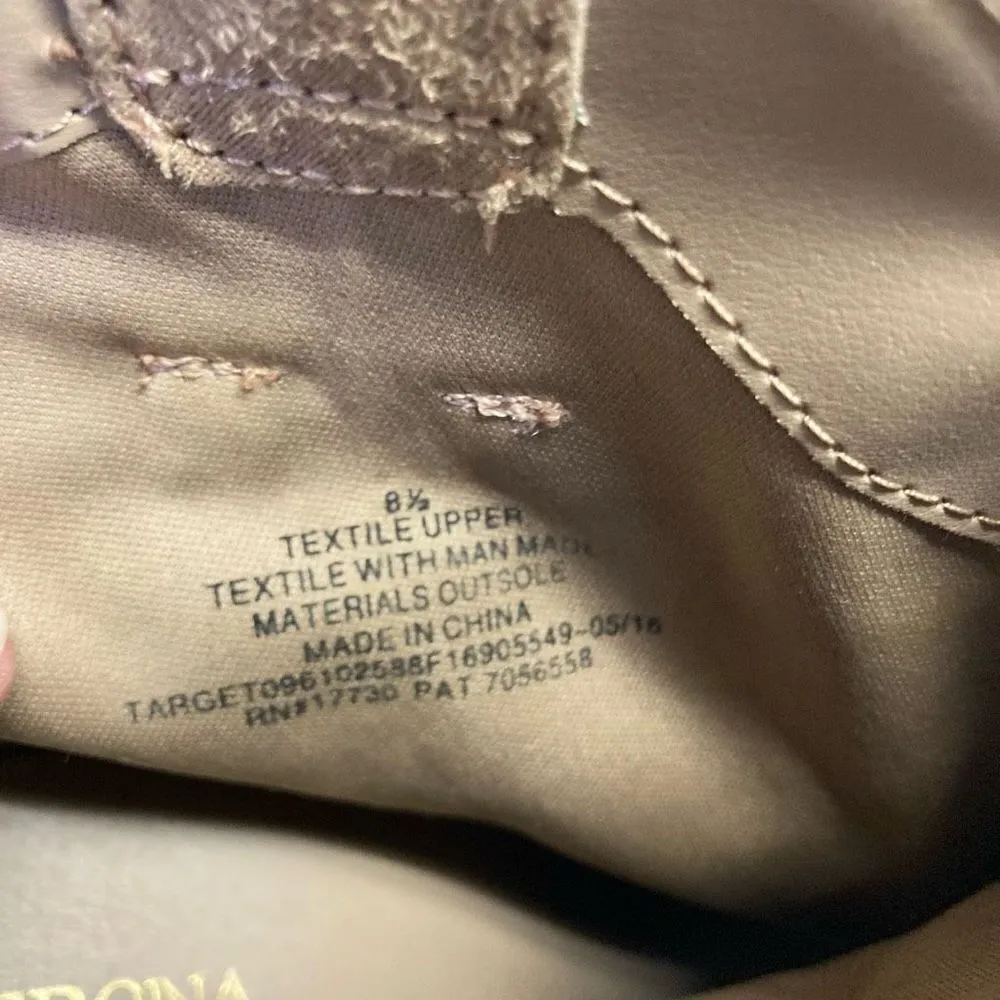 8½
TEXTILE UPPER
TEXTILE WITH MAN MADE
MATERIALS OUTSOLE
MADE IN CHINA
TARGET096102588F16905549-05/16
RN#17730 PAT 7056558